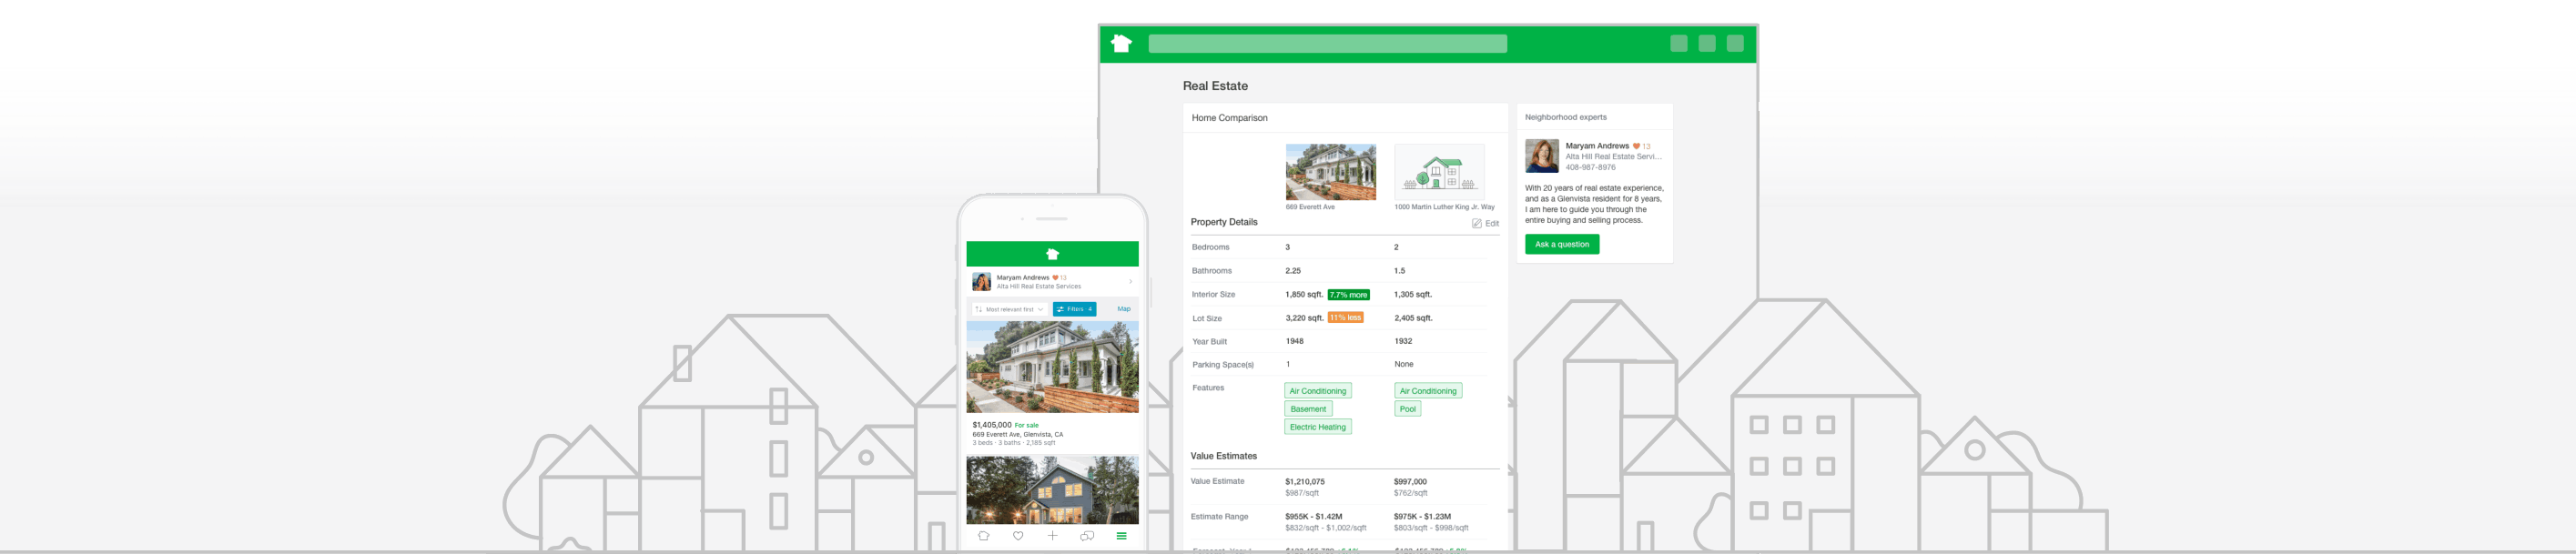 Real Estate
Home Comparison
669 Everett Ave
1000 Martin Luther King Jr. Way
Property Details
Edit
Bedrooms 3 2
Bathrooms 2.25 1.5
Interior Size 1,850 sqft. 7.7% more 1,305 sqft.
Lot Size 3,220 sqft. 11% less 2,405 sqft.
Year Built 1948 1932
Parking Space(s) 1 None
Features Air Conditioning Air Conditioning
Basement Pool
Electric Heating
Value Estimates
Value Estimate $1,210,075 $997,000
$987/sqft $762/sqft
Estimate Range $955K - $1.42M $975K - $1.23M
$832/sqft - $1,002/sqft $803/sqft - $998/sqft
Neighborhood experts
Maryam Andrews 13
Alta Hill Real Estate Servi...
408-987-8976
With 20 years of real estate experience,
and as a Glenvista resident for 8 years,
I am here to guide you through the
entire buying and selling process.
Ask a question
Maryam Andrews 13
Alta Hill Real Estate Services
Most relevant first
Filters · 4
Map
$1,405,000 For sale
669 Everett Ave, Glenvista, CA
3 beds · 3 baths · 2,185 sqft